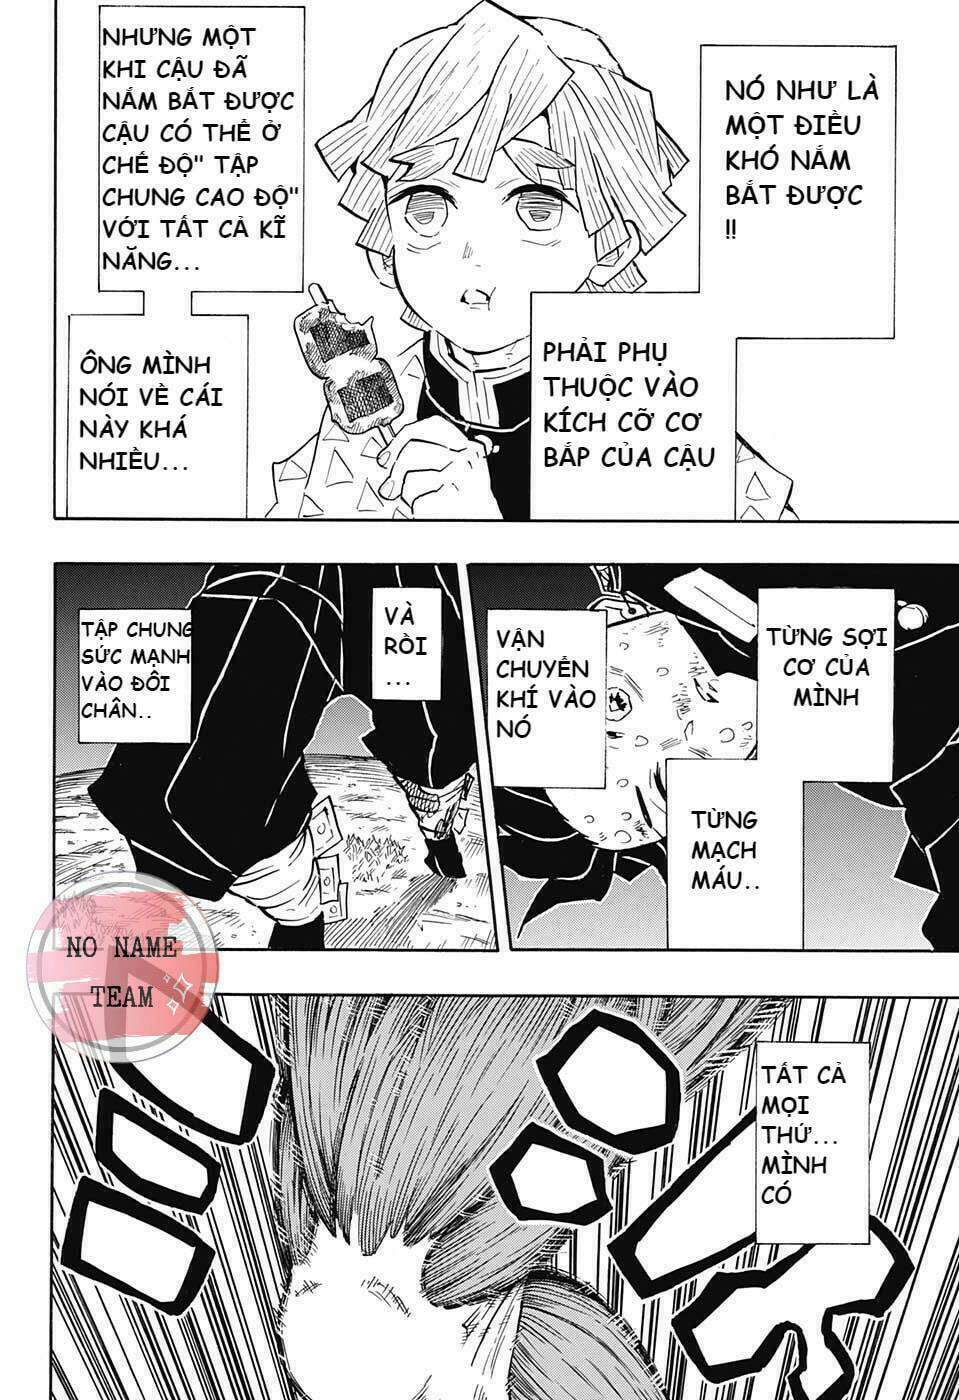 NÓ NHƯ LÀ
MỘT ĐIỀU
KHÓ NẮM
BẮT ĐƯỢC
!!
PHẢI PHỤ
THUỘC VÀO
KÍCH CỠ CƠ
BẮP CỦA CẬU
NHƯNG MỘT
KHI CẬU ĐÃ
NẮM BẮT ĐƯỢC
CẬU CÓ THỂ Ở
CHẾ ĐỘ" TẬP
CHUNG CAO ĐỘ"
VỚI TẤT CẢ KĨ
NĂNG...
ÔNG MÌNH
NÓI VỀ CÁI
NÀY KHÁ
NHIỀU...
TỪNG SỢI
CƠ CỦA
MÌNH
TỪNG
MẠCH
MÁU..
VẬN
CHUYỂN
KHÍ VÀO
NÓ
VÀ
RỒI
...
TẬP CHUNG
SỨC MẠNH
VÀO ĐÔI
CHÂN..
NO NAME
TEAM
TẤT CẢ
MỌI
THỨ...
MÌNH
CÓ